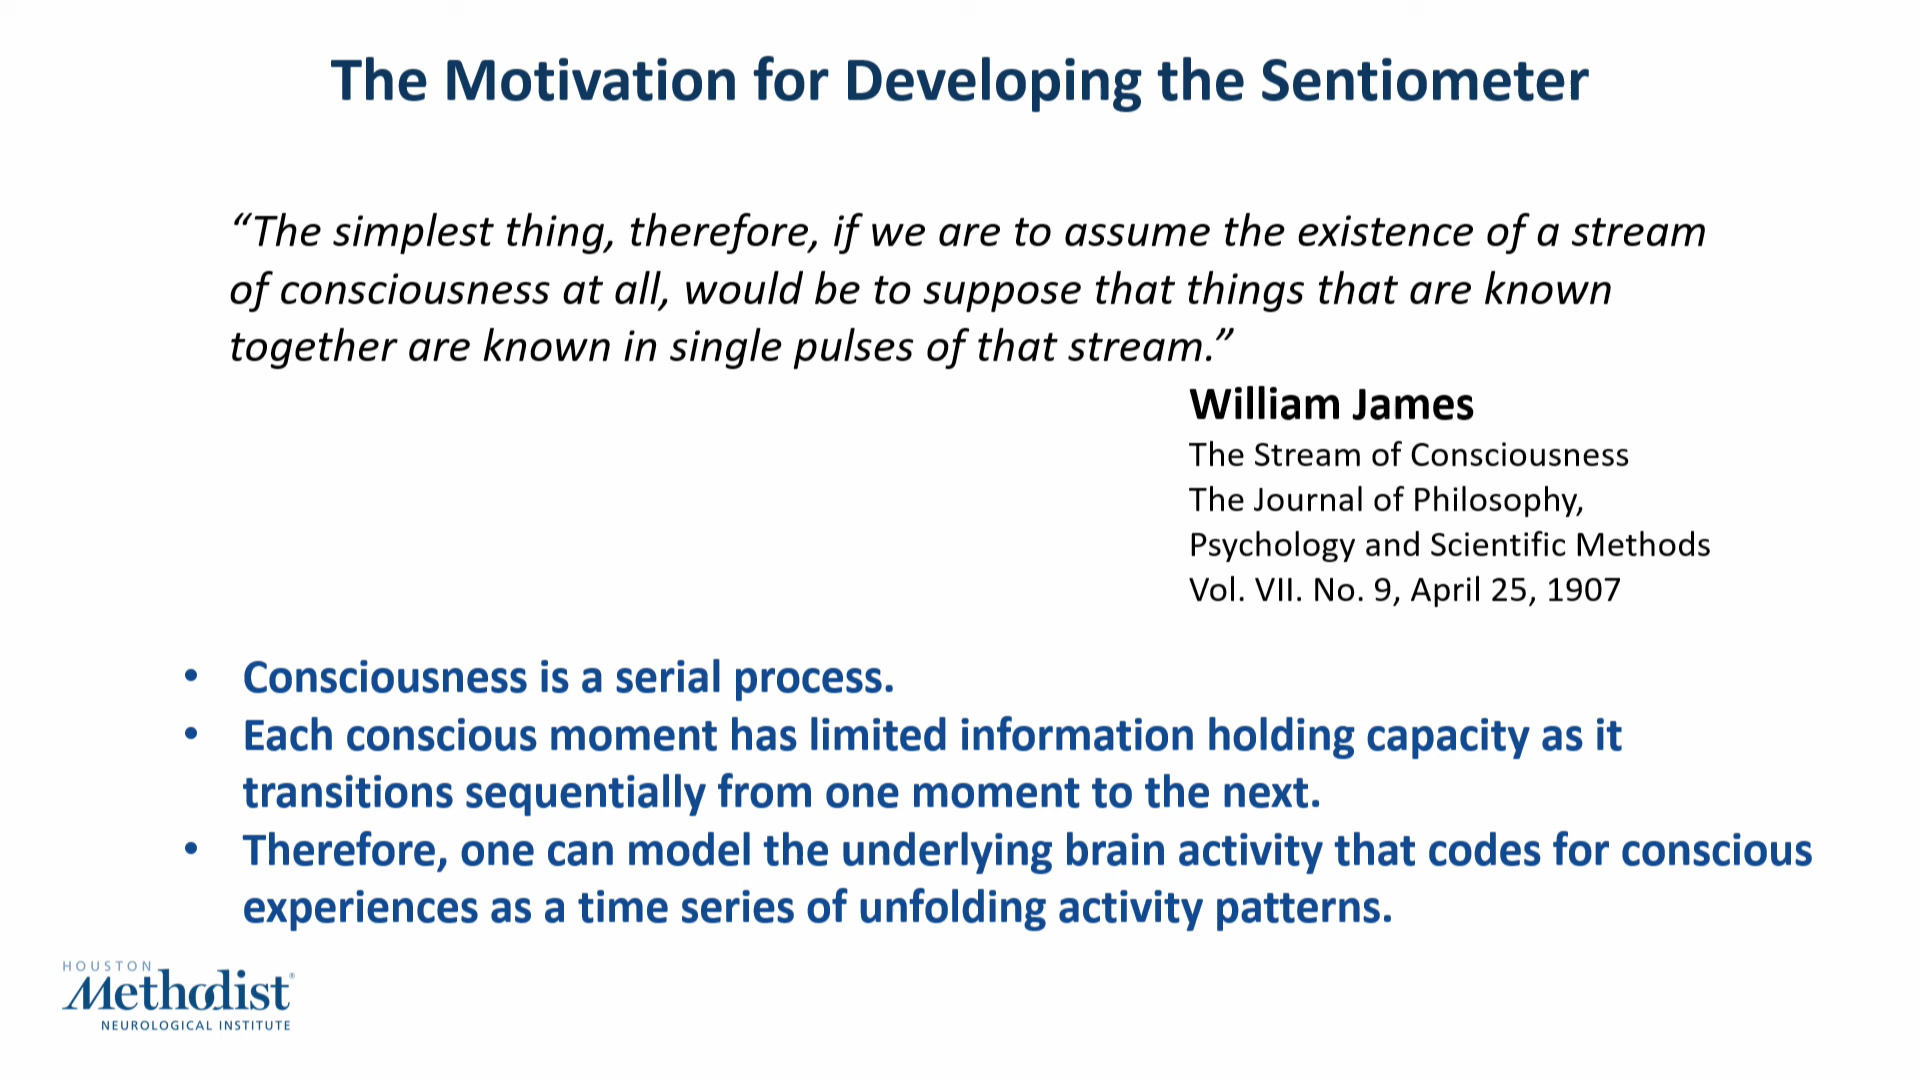 The Motivation for Developing the Sentiometer
“The simplest thing, therefore, if we are to assume the existence of a stream
of consciousness at all, would be to suppose that things that are known
together are known in single pulses of that stream.”
William James
The Stream of Consciousness
The Journal of Philosophy,
Psychology and Scientific Methods
Vol. VII. No. 9, April 25, 1907
• Consciousness is a serial process.
• Each conscious moment has limited information holding capacity as it
transitions sequentially from one moment to the next.
• Therefore, one can model the underlying brain activity that codes for conscious
experiences as a time series of unfolding activity patterns.
HOUSTON
Methodist®
NEUROLOGICAL INSTITUTE